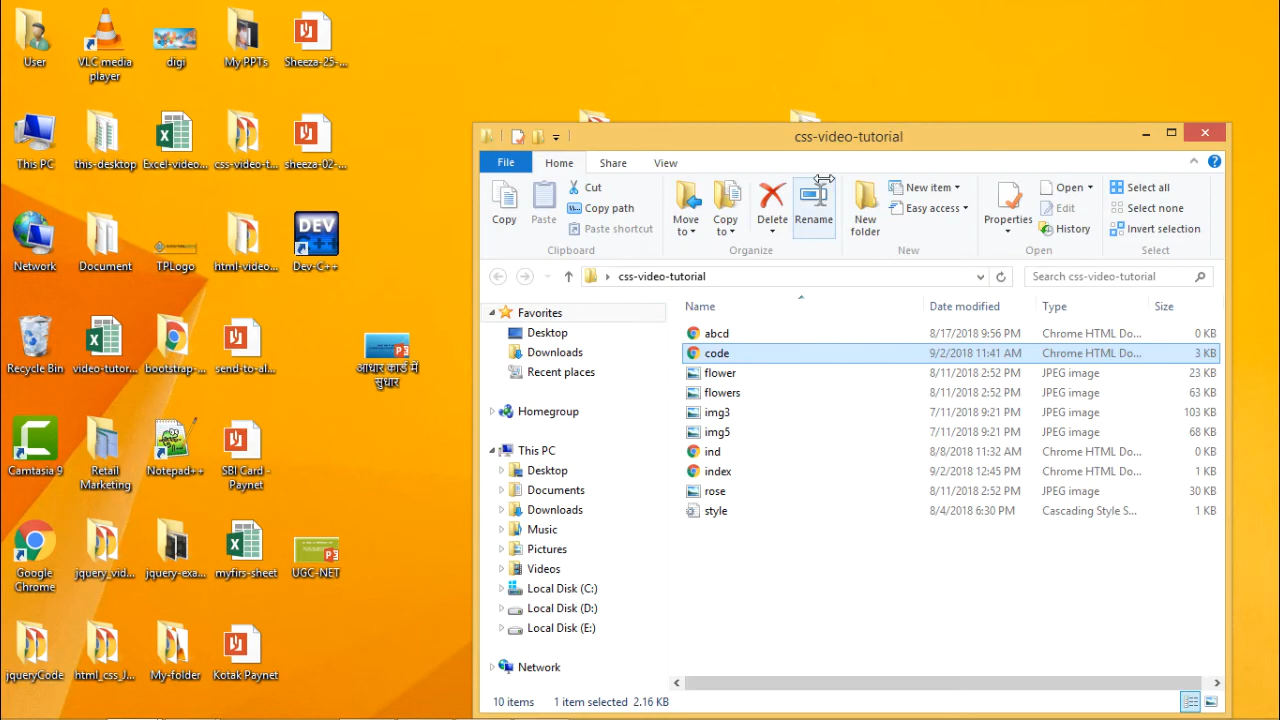 User
VLC media
player
digi
My PPTs
Sheeza-25-...
This PC
this-desktop
Excel-video...
css-video-t...
sheeza-02-...
Network
Document
TPLogo
html-video...
Dev-C++
DEV
Recycle Bin
video-tutor...
bootstrap-...
send-to-al...
आधार कार्ड में
सुधार
Camtasia 9
Retail
Marketing
Notepad++
SBI Card -
Paynet
Google
Chrome
jquery_vid...
jquery-exa...
myfirs-sheet
UGC-NET
jqueryCode
html_css_J...
My-folder
Kotak Paynet
css-video-tutorial
File Home Share View
Copy
Paste
Cut
Copy path
Paste shortcut
Clipboard
Move
to
Copy
to
Delete
Rename
Organize
New
folder
New item
Easy access
New
Properties
Open
Edit
History
Open
Select all
Select none
Invert selection
Select
css-video-tutorial
Search css-video-tutorial
Favorites
Desktop
Downloads
Recent places
Homegroup
This PC
Desktop
Documents
Downloads
Music
Pictures
Videos
Local Disk (C:)
Local Disk (D:)
Local Disk (E:)
Network
Name Date modified Type Size
abcd 8/17/2018 9:56 PM Chrome HTML Do... 0 KB
code 9/2/2018 11:41 AM Chrome HTML Do... 3 KB
flower 8/11/2018 2:52 PM JPEG image 23 KB
flowers 8/11/2018 2:52 PM JPEG image 63 KB
img3 7/11/2018 9:21 PM JPEG image 103 KB
img5 7/11/2018 9:21 PM JPEG image 68 KB
ind 8/8/2018 11:32 AM Chrome HTML Do... 0 KB
index 9/2/2018 12:45 PM Chrome HTML Do... 1 KB
rose 8/11/2018 2:52 PM JPEG image 30 KB
style 8/4/2018 6:30 PM Cascading Style S... 1 KB
10 items 1 item selected 2.16 KB